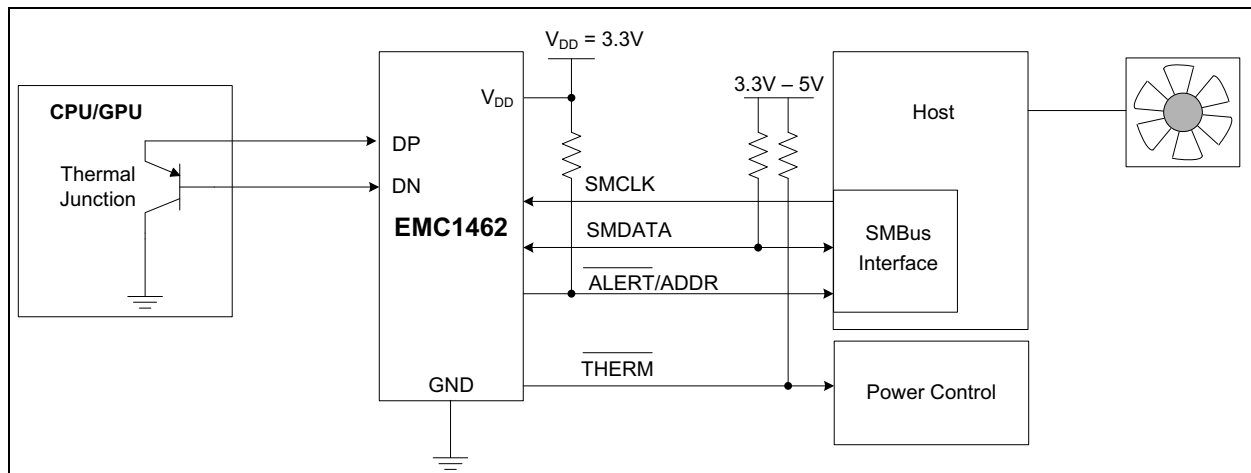 V_DD = 3.3V
V_DD
3.3V – 5V
CPU/GPU
Host
DP
Thermal
Junction
DN
SMCLK
EMC1462
SMDATA
SMBus
Interface
ALERT/ADDR
THERM
GND
Power Control